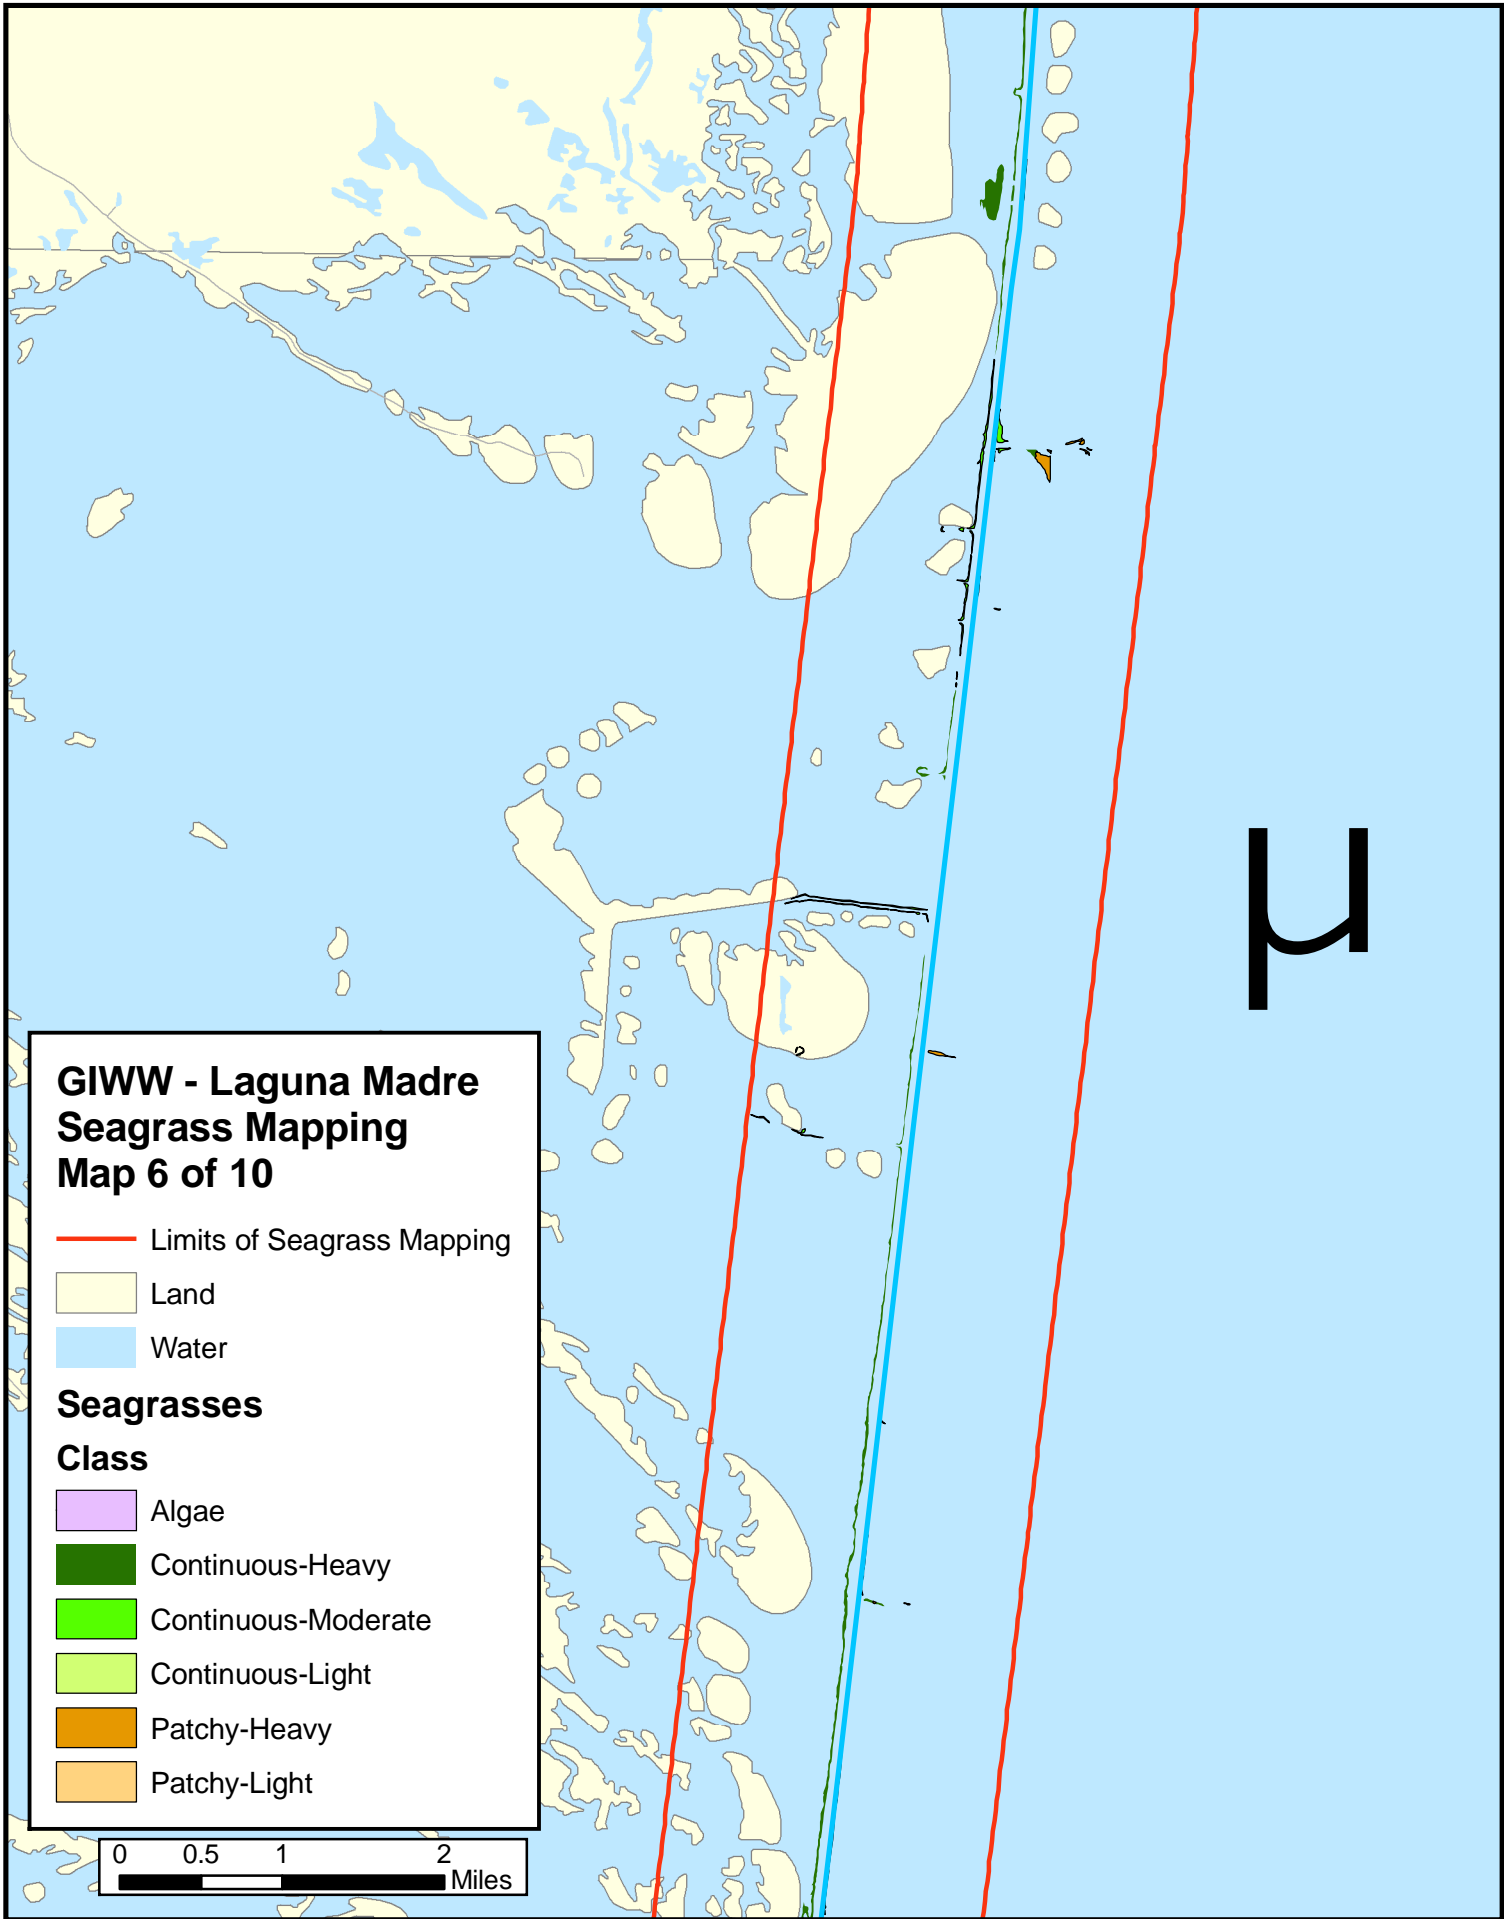 µ
GIWW - Laguna Madre
Seagrass Mapping
Map 6 of 10
Limits of Seagrass Mapping
Land
Water
Seagrasses
Class
Algae
Continuous-Heavy
Continuous-Moderate
Continuous-Light
Patchy-Heavy
Patchy-Light
0 0.5 1 2
Miles